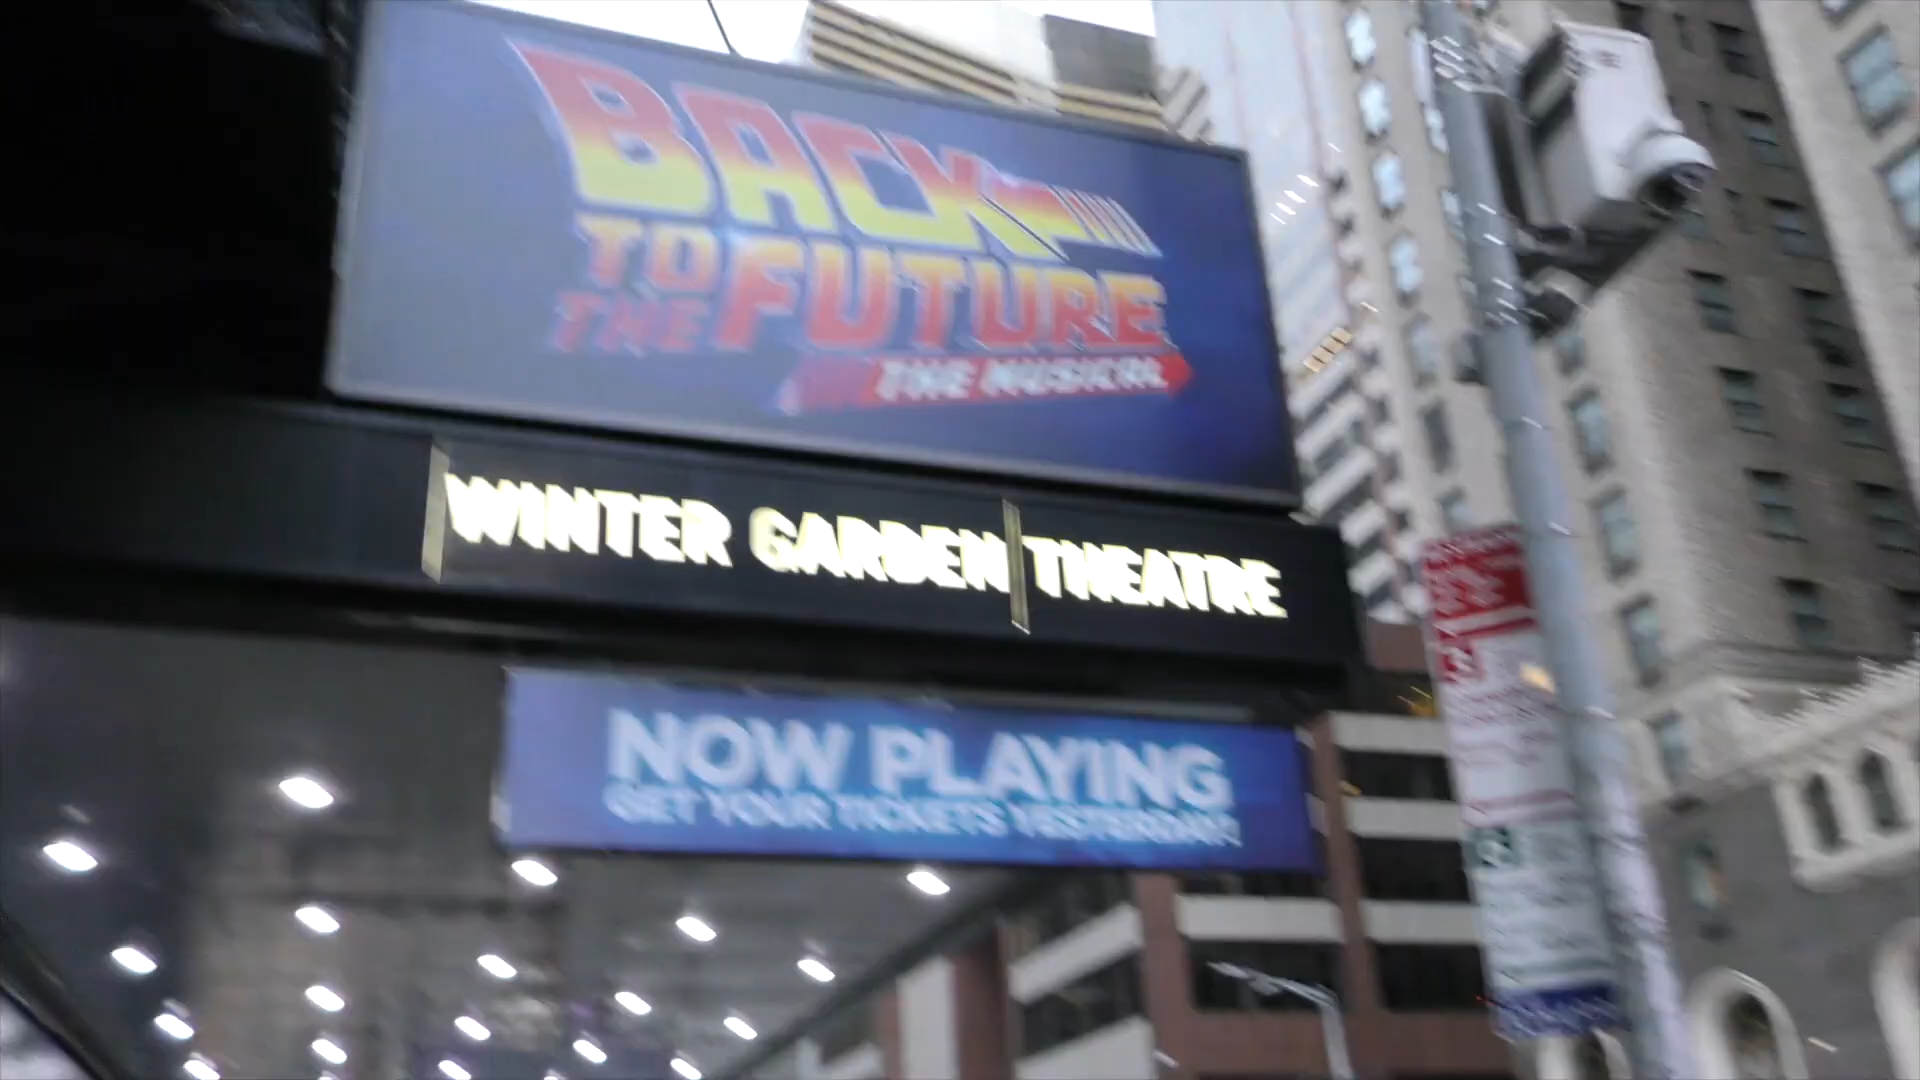 BACK
TO
THE FUTURE
THE MUSICAL
WINTER GARDEN THEATRE
NOW PLAYING
GET YOUR TICKETS YESTERDAY!